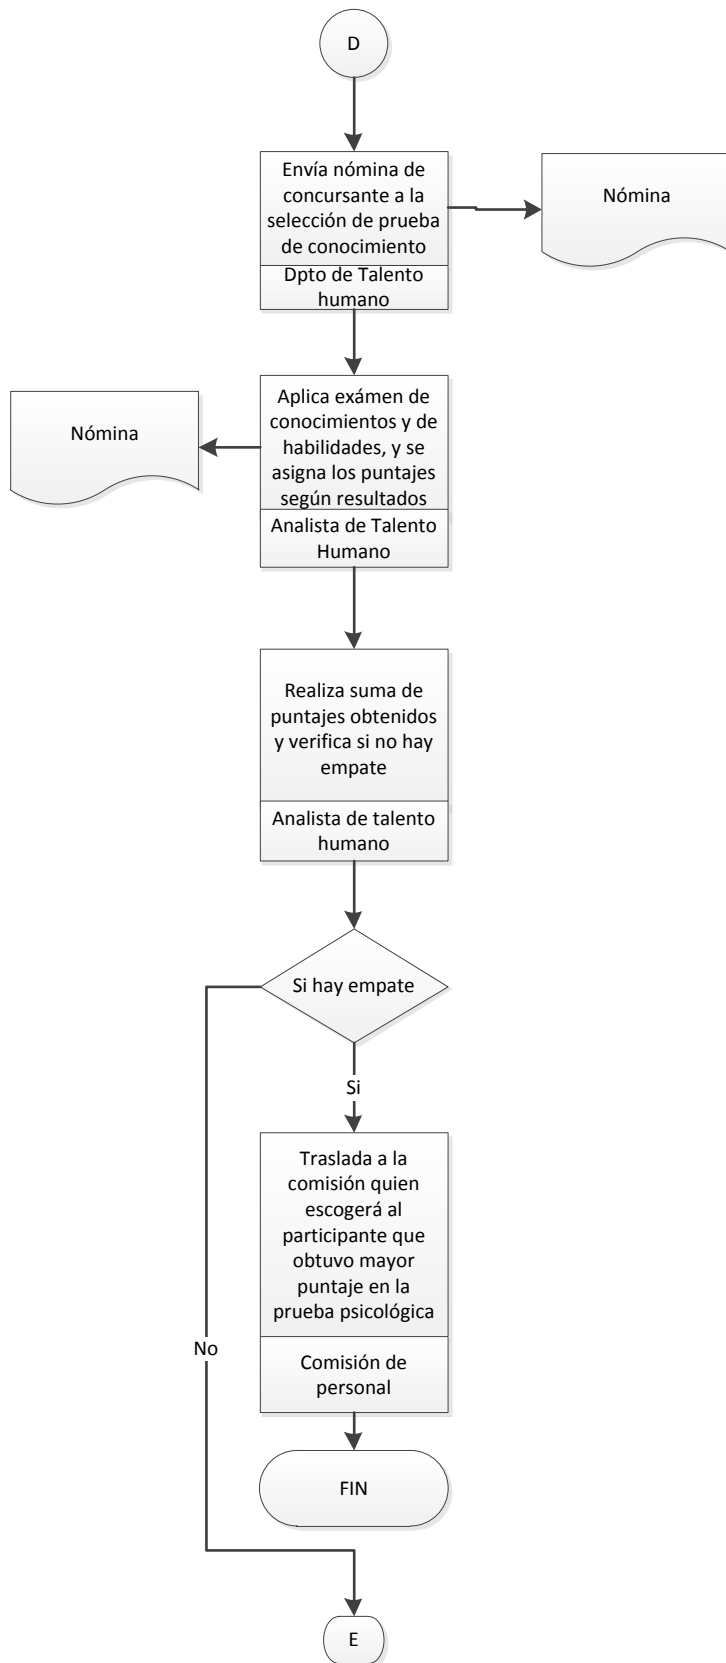 D
Envía nómina de
concursante a la
selección de prueba
de conocimiento
Dpto de Talento
humano
Nómina
Aplica exámen de
conocimientos y de
habilidades, y se
asigna los puntajes
según resultados
Analista de Talento
Humano
Nómina
Realiza suma de
puntajes obtenidos
y verifica si no hay
empate
Analista de talento
humano
Si hay empate
Si
Traslada a la
comisión quien
escogerá al
participante que
obtuvo mayor
puntaje en la
prueba psicológica
Comisión de
personal
No
FIN
E